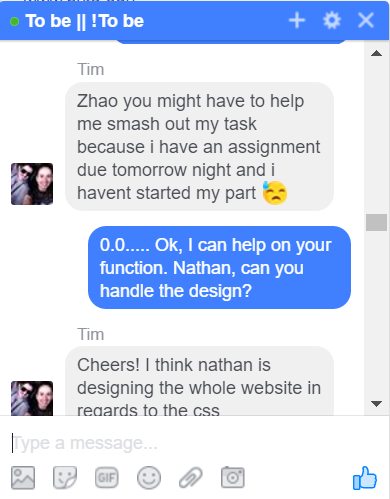 To be || !To be
Tim
Zhao you might have to help
me smash out my task
because i have an assignment
due tomorrow night and i
havent started my part 😓
0.0..... Ok, I can help on your
function. Nathan, can you
handle the design?
Tim
Cheers! I think nathan is
designing the whole website in
regards to the css
Type a message...
GIF